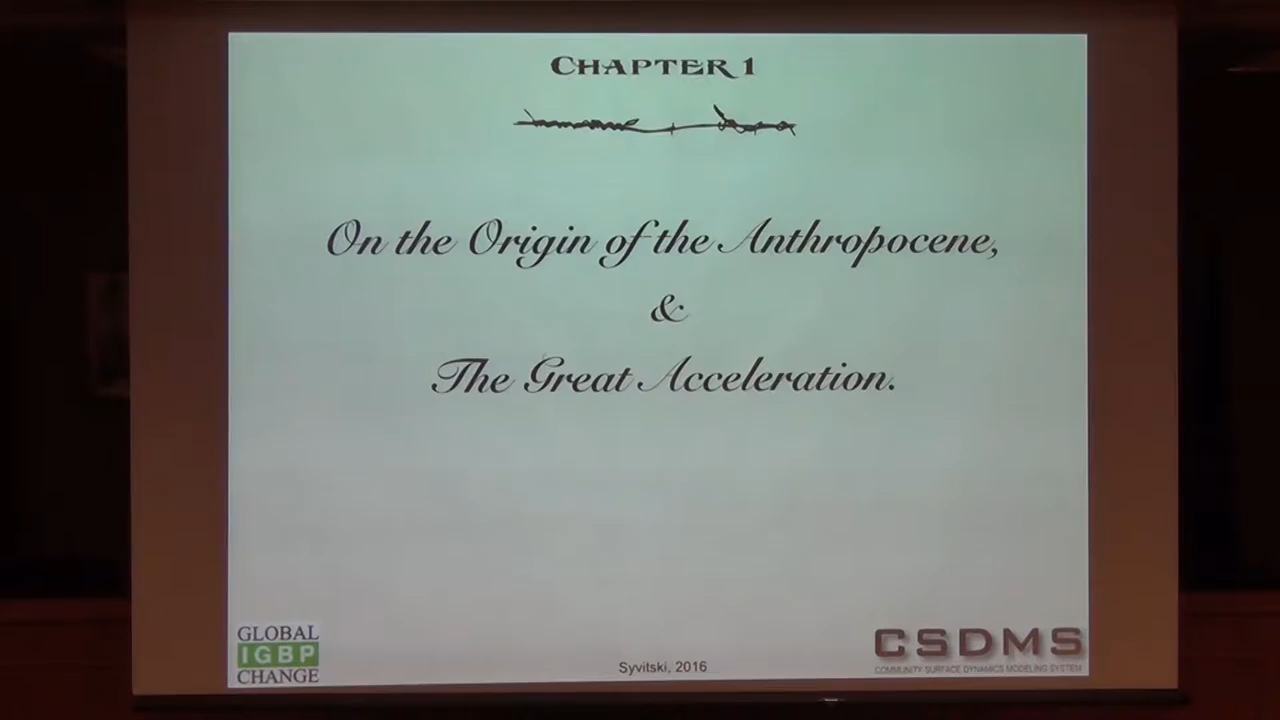 CHAPTER 1
On the Origin of the Anthropocene,
&
The Great Acceleration.
GLOBAL
IGBP
CHANGE
Syvitski, 2016
CSDMS
COMMUNITY SURFACE DYNAMICS MODELING SYSTEM